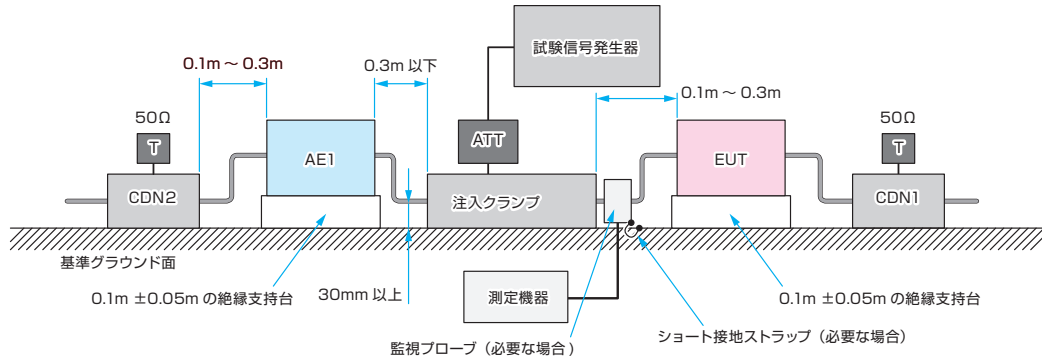 試験信号発生器
0.1m ~ 0.3m
0.3m 以下
0.1m ~ 0.3m
50Ω
T
ATT
50Ω
T
AE1
EUT
CDN2
注入クランプ
CDN1
基準グラウンド面
0.1m ±0.05m の絶縁支持台
30mm 以上
測定機器
0.1m ±0.05m の絶縁支持台
ショート接地ストラップ（必要な場合）
監視プローブ（必要な場合）